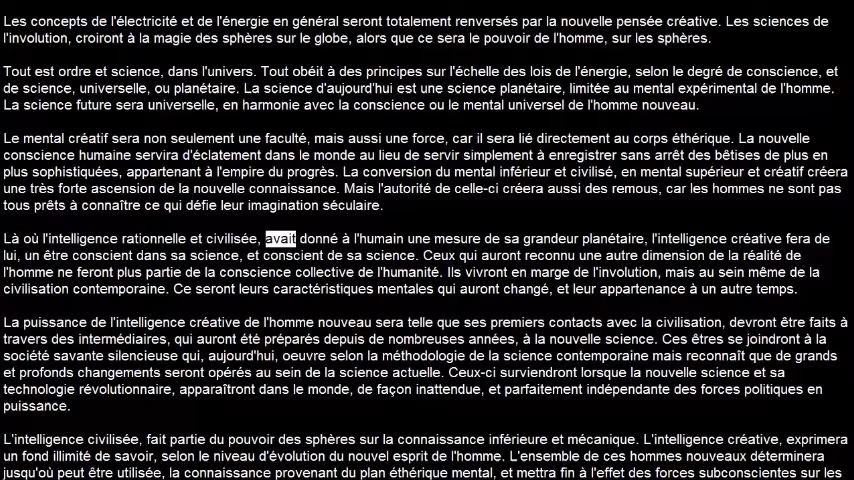 Les concepts de l'électricité et de l'énergie en général seront totalement renversés par la nouvelle pensée créative. Les sciences de
l'involution, croiront à la magie des sphères sur le globe, alors que ce sera le pouvoir de l'homme, sur les sphères.
Tout est ordre et science, dans l'univers. Tout obéit à des principes sur l'échelle des lois de l'énergie, selon le degré de conscience, et
de science, universelle, ou planétaire. La science d'aujourd'hui est une science planétaire, limitée au mental expérimental de l'homme.
La science future sera universelle, en harmonie avec la conscience ou le mental universel de l'homme nouveau.
Le mental créatif sera non seulement une faculté, mais aussi une force, car il sera lié directement au corps éthérique. La nouvelle
conscience humaine servira d'éclatement dans le monde au lieu de servir simplement à enregistrer sans arrêt des bêtises de plus en
plus sophistiquées, appartenant à l'empire du progrès. La conversion du mental inférieur et civilisé, en mental supérieur et créatif créera
une très forte ascension de la nouvelle connaissance. Mais l'autorité de celle-ci créera aussi des remous, car les hommes ne sont pas
tous prêts à connaître ce qui défie leur imagination séculaire.
Là où l'intelligence rationnelle et civilisée, avait donné à l'humain une mesure de sa grandeur planétaire, l'intelligence créative fera de
lui, un être conscient dans sa science, et conscient de sa science. Ceux qui auront reconnu une autre dimension de la réalité de
l'homme ne feront plus partie de la conscience collective de l'humanité. Ils vivront en marge de l'involution, mais au sein même de la
civilisation contemporaine. Ce seront leurs caractéristiques mentales qui auront changé, et leur appartenance à un autre temps.
La puissance de l'intelligence créative de l'homme nouveau sera telle que ses premiers contacts avec la civilisation, devront être faits à
travers des intermédiaires, qui auront été préparés depuis de nombreuses années, à la nouvelle science. Ces êtres se joindront à la
société savante silencieuse qui, aujourd'hui, oeuvre selon la méthodologie de la science contemporaine mais reconnaît que de grands
et profonds changements seront opérés au sein de la science actuelle. Ceux-ci surviendront lorsque la nouvelle science et sa
technologie révolutionnaire, apparaîtront dans le monde, de façon inattendue, et parfaitement indépendante des forces politiques en
puissance.
L'intelligence civilisée, fait partie du pouvoir des sphères sur la connaissance inférieure et mécanique. L'intelligence créative, exprimera
un fond illimité de savoir, selon le niveau d'évolution du nouvel esprit de l'homme. L'ensemble de ces hommes nouveaux déterminera
jusqu'où peut être utilisée, la connaissance provenant du plan éthérique mental, et mettra fin à l'effet des forces subconscientes sur les